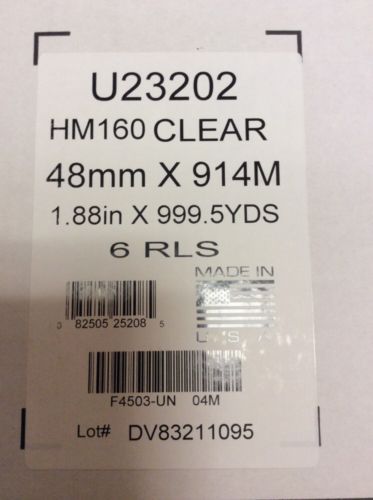 U23202
HM160 CLEAR
48mm X 914M
1.88in X 999.5YDS
6 RLS
MADE IN
U S A
0 82505 25208 5
F4503-UN 04M
Lot# DV83211095